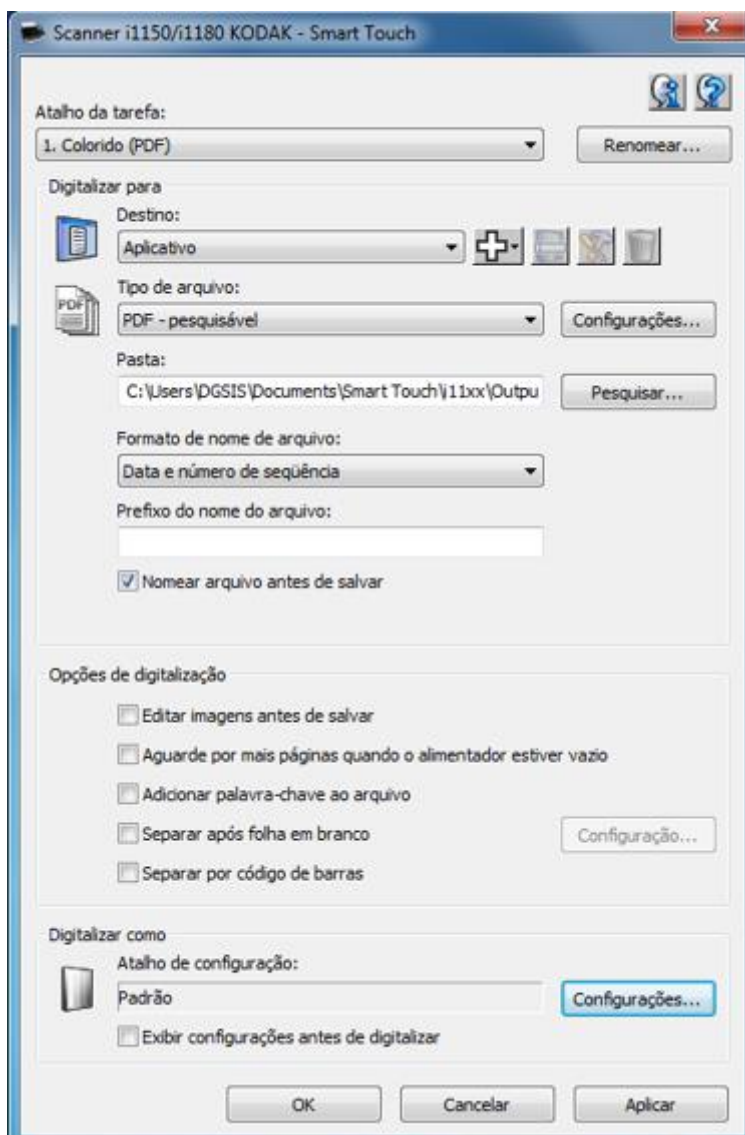 Scanner i1150/i1180 KODAK - Smart Touch
Atalho da tarefa:
1. Colorido (PDF)
Renomear...
Digitalizar para
Destino:
Aplicativo
Tipo de arquivo:
PDF
PDF - pesquisável
Configurações...
Pasta:
C:\Users\DGSIS\Documents\Smart Touch\i11xx\Outpu
Pesquisar...
Formato de nome de arquivo:
Data e número de seqüência
Prefixo do nome do arquivo:
Nomear arquivo antes de salvar
Opções de digitalização
Editar imagens antes de salvar
Aguarde por mais páginas quando o alimentador estiver vazio
Adicionar palavra-chave ao arquivo
Separar após folha em branco
Configuração...
Separar por código de barras
Digitalizar como
Atalho de configuração:
Padrão
Configurações...
Exibir configurações antes de digitalizar
OK
Cancelar
Aplicar